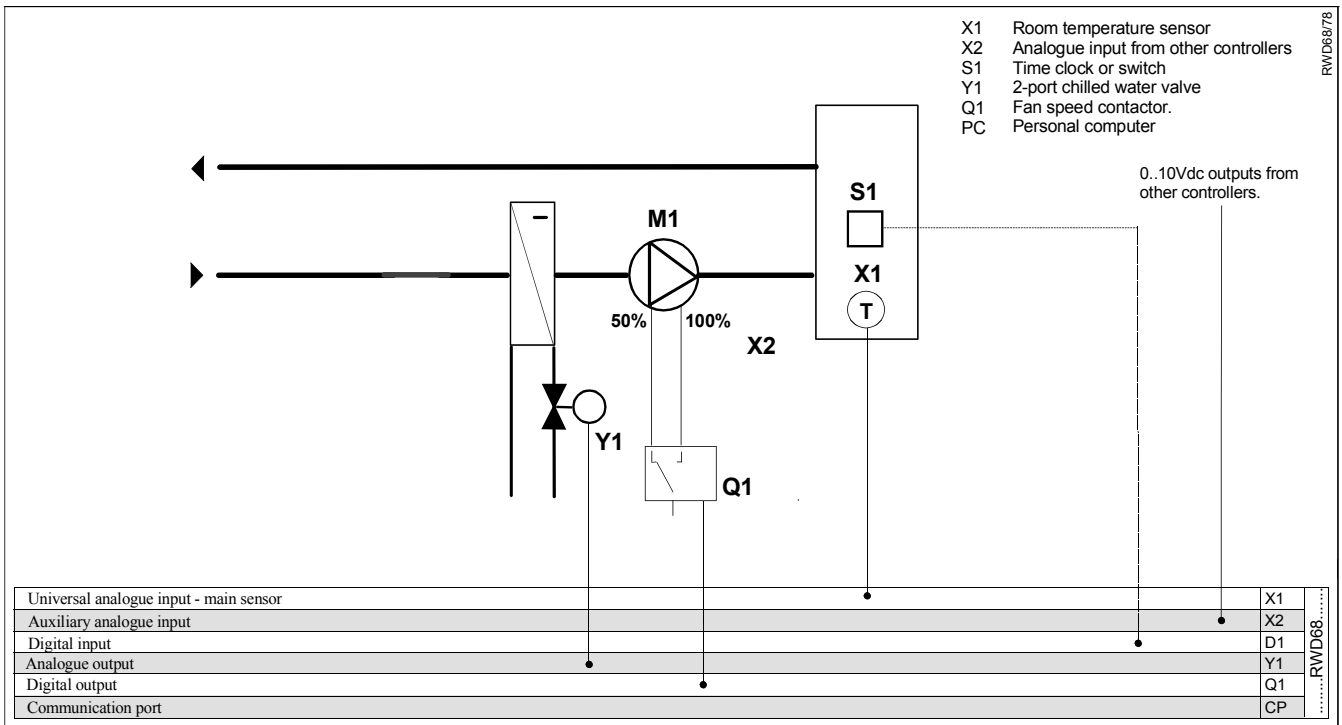 X1 Room temperature sensor
X2 Analogue input from other controllers
S1 Time clock or switch
Y1 2-port chilled water valve
Q1 Fan speed contactor.
PC Personal computer
RWD68/78
0..10Vdc outputs from
other controllers.
S1
M1
X1
T
50% 100%
X2
Y1
Q1
Universal analogue input - main sensor X1
Auxiliary analogue input X2
Digital input D1
Analogue output Y1
Digital output Q1
Communication port CP
.......RWD68.......